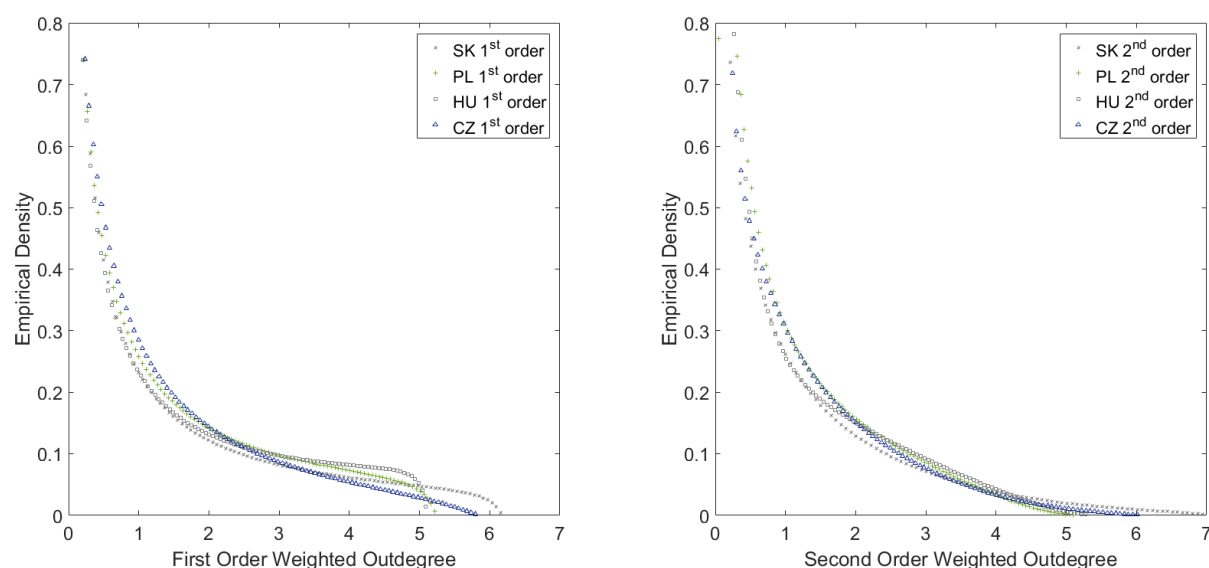 0.8
0.7
0.6
0.5
0.4
0.3
0.2
0.1
0
Empirical Density
SK 1st order
PL 1st order
HU 1st order
CZ 1st order
0 1 2 3 4 5 6 7
First Order Weighted Outdegree
0.8
0.7
0.6
0.5
0.4
0.3
0.2
0.1
0
Empirical Density
SK 2nd order
PL 2nd order
HU 2nd order
CZ 2nd order
0 1 2 3 4 5 6 7
Second Order Weighted Outdegree